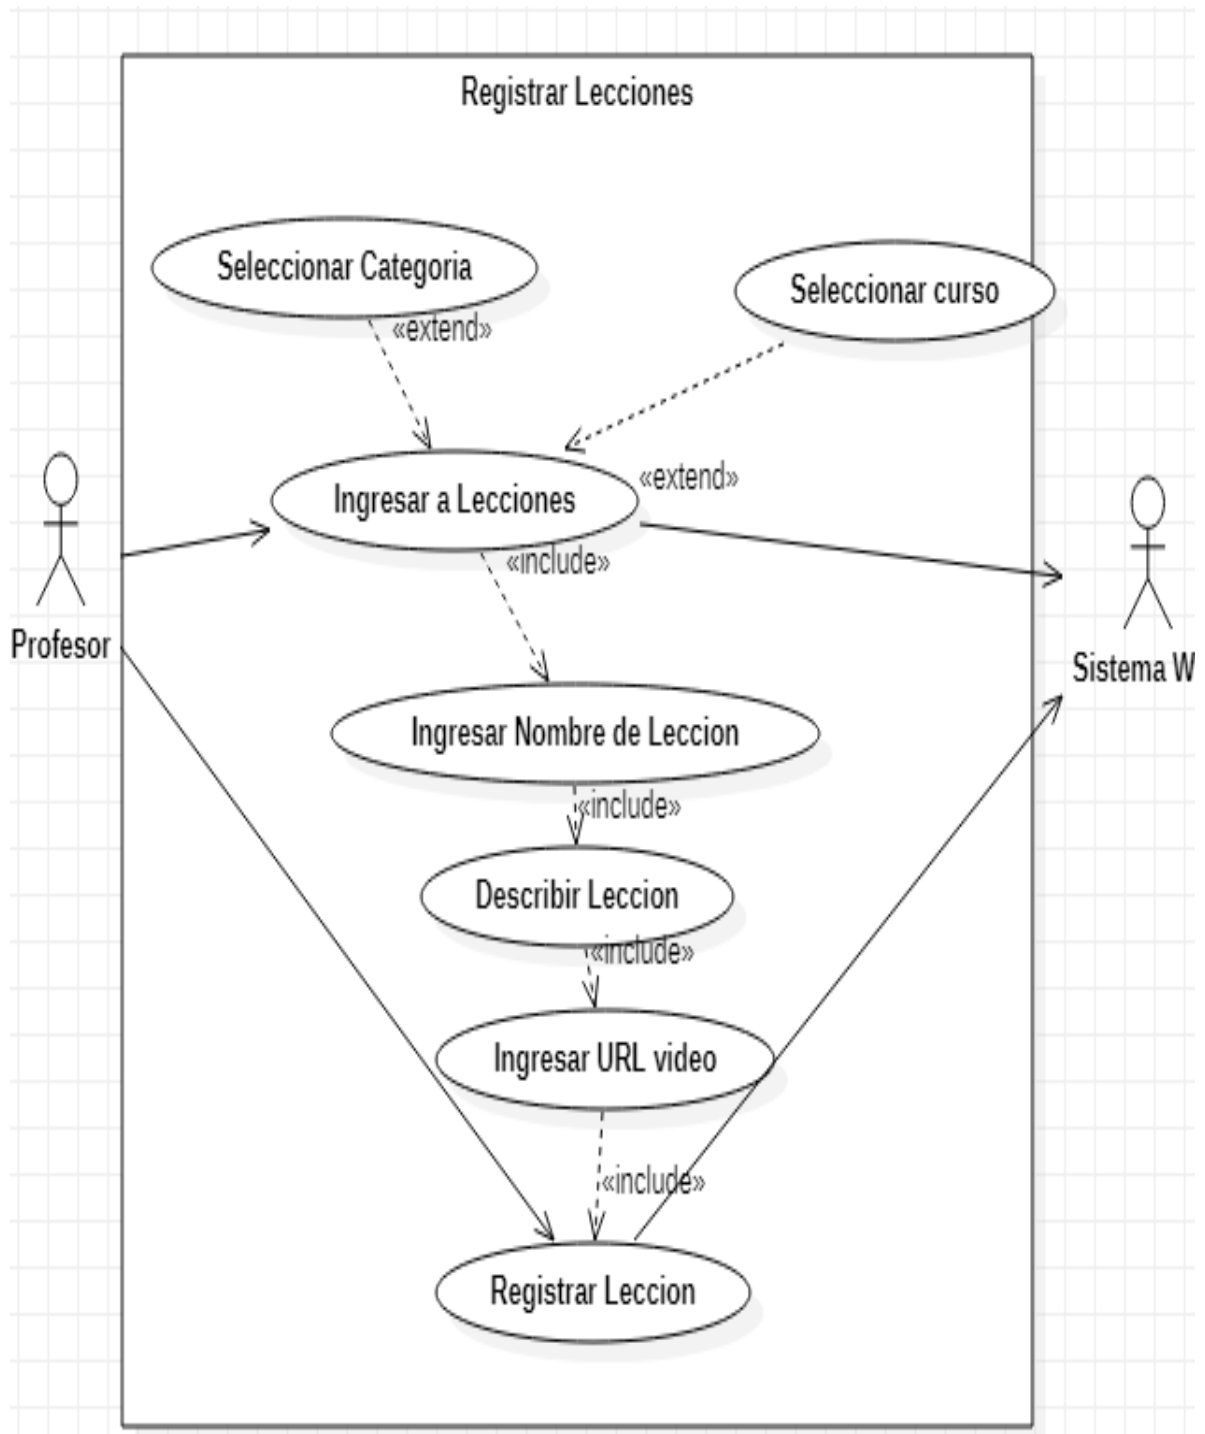 Registrar Lecciones
Seleccionar Categoria
Seleccionar curso
«extend»
Ingresar a Lecciones
«extend»
«include»
Profesor
Sistema W
Ingresar Nombre de Leccion
«include»
Describir Leccion
«include»
Ingresar URL video
«include»
Registrar Leccion